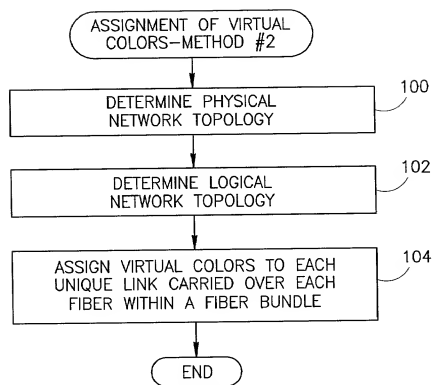 ASSIGNMENT OF VIRTUAL
COLORS-METHOD #2
100
DETERMINE PHYSICAL
NETWORK TOPOLOGY
102
DETERMINE LOGICAL
NETWORK TOPOLOGY
104
ASSIGN VIRTUAL COLORS TO EACH
UNIQUE LINK CARRIED OVER EACH
FIBER WITHIN A FIBER BUNDLE
END